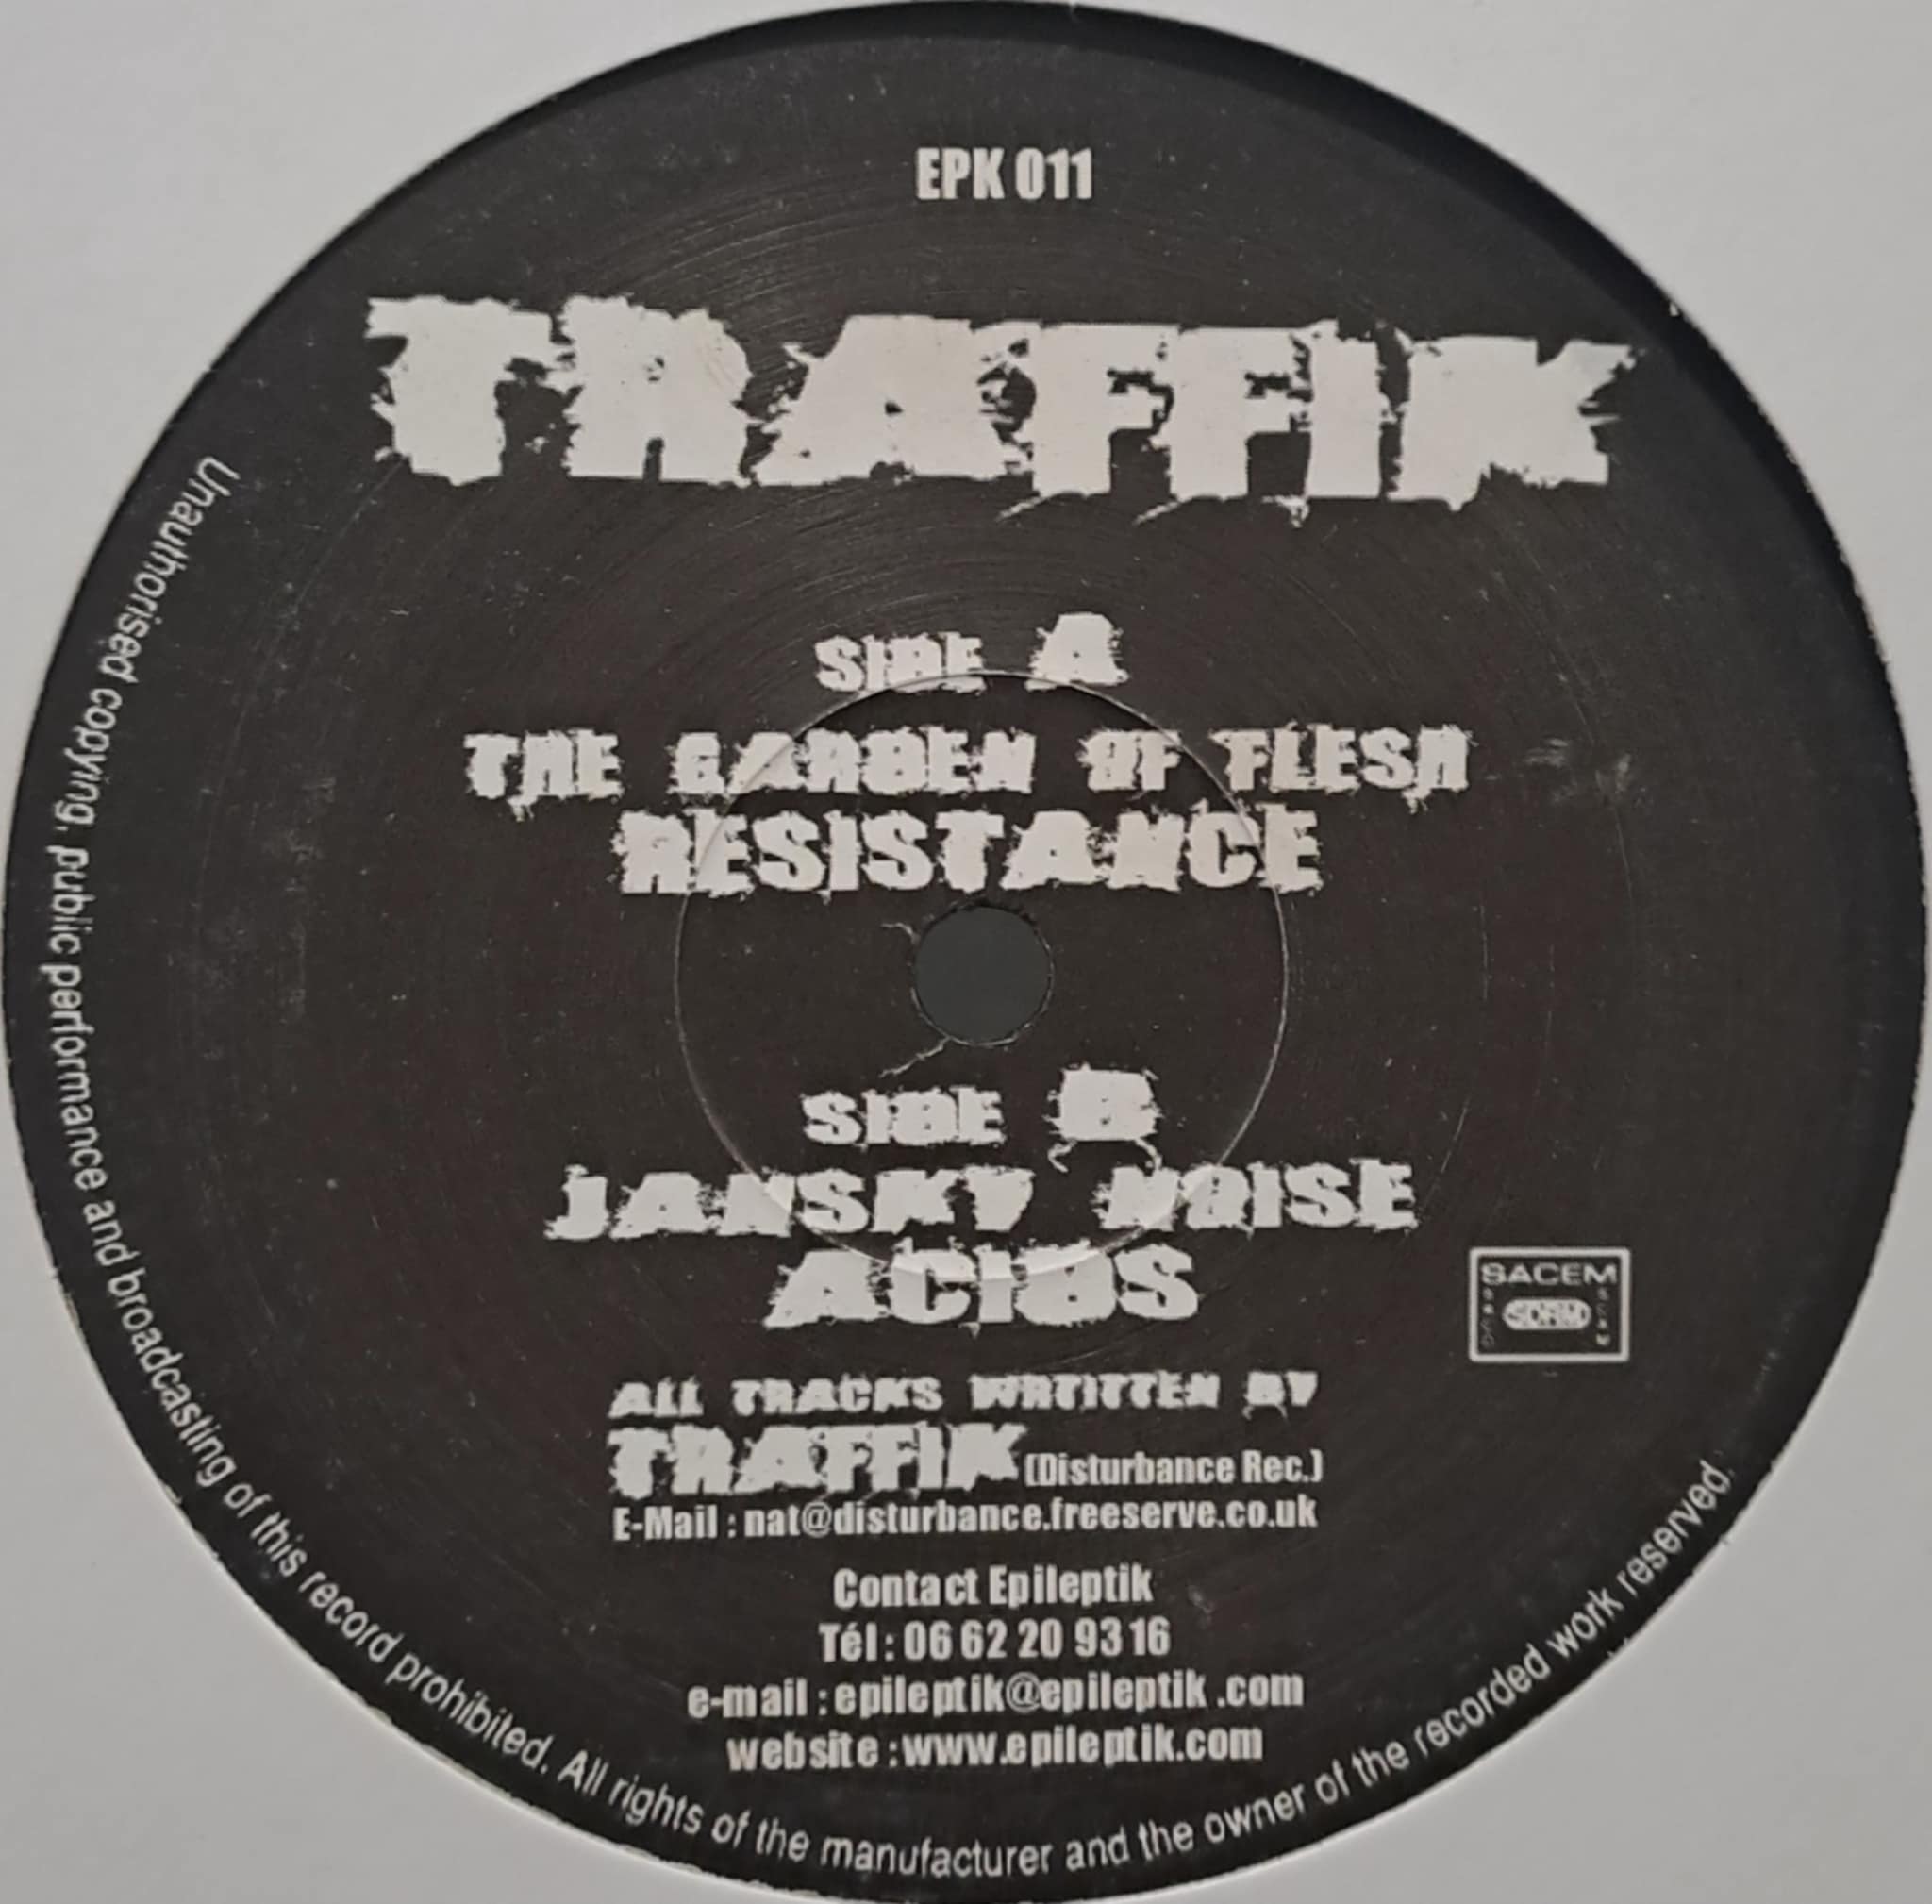 EPK 011
TRAFFIK
SIDE A
THE GARDEN OF FLESH
RESISTANCE
SIDE B
JANSKY NOISE
ACIDS
SACEM
SDRM
SACEM
ALL TRACKS WRTITTEN BY
TRAFFIK (Disturbance Rec.)
E-Mail : nat@disturbance.freeserve.co.uk
Contact Epileptik
Tél : 06 62 20 93 16
e-mail : epileptik@epileptik .com
website : www.epileptik.com
Unauthorised copying, public performance and broadcasting of this record prohibited. All rights of the manufacturer and the owner of the recorded work reserved.